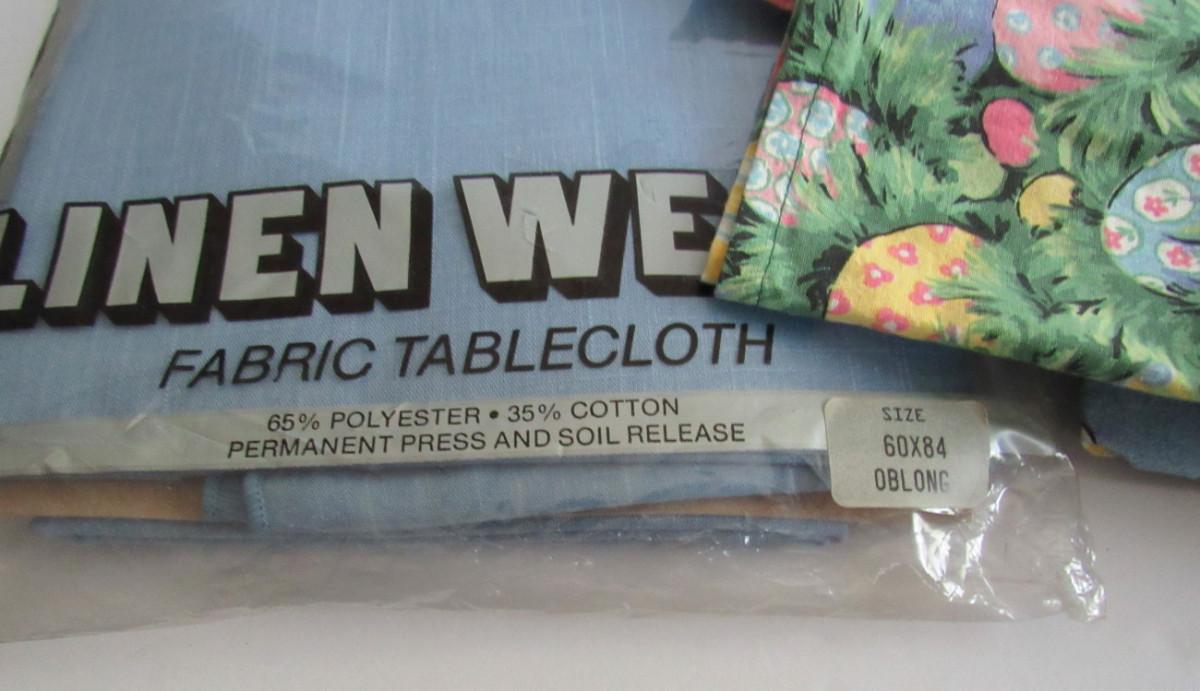 LINEN WE
FABRIC TABLECLOTH
65% POLYESTER • 35% COTTON
PERMANENT PRESS AND SOIL RELEASE
SIZE
60X84
OBLONG